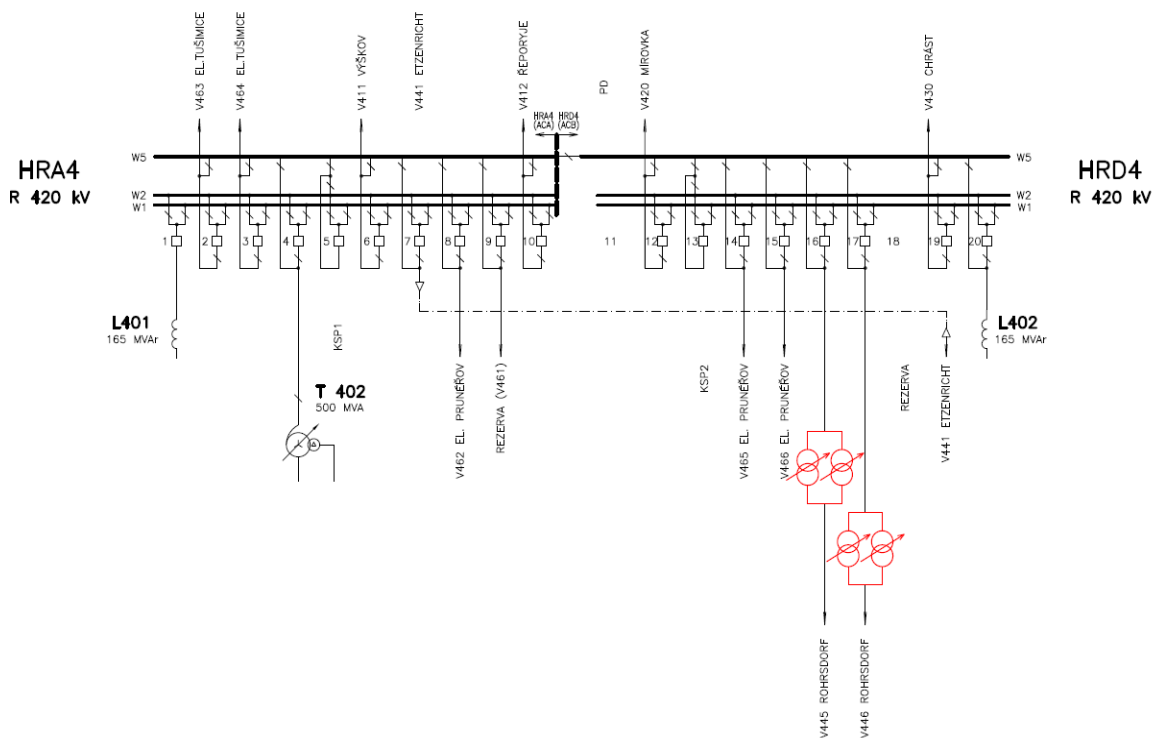 V463 EL.TUŠIMICE
V464 EL.TUŠIMICE
V411 VÝŠKOV
V441 ETZENRICHT
V412 ŘEPORYJE
PD
V420 MÍROVKA
V430 CHRÁST
HRA4 HRD4
(ACA) (ACB)
HRA4
R 420 kV
W5
W2
W1
W5
W2
W1
HRD4
R 420 kV
1 2 3 4 5 6 7 8 9 10 11 12 13 14 15 16 17 18 19 20
L401
165 MVAr
KSP1
T 402
500 MVA
V462 EL. PRUNÉŘOV
REZERVA (V461)
KSP2
V465 EL. PRUNÉŘOV
V466 EL. PRUNÉŘOV
REZERVA
V441 ETZENRICHT
L402
165 MVAr
V445 ROHRSDORF
V446 ROHRSDORF